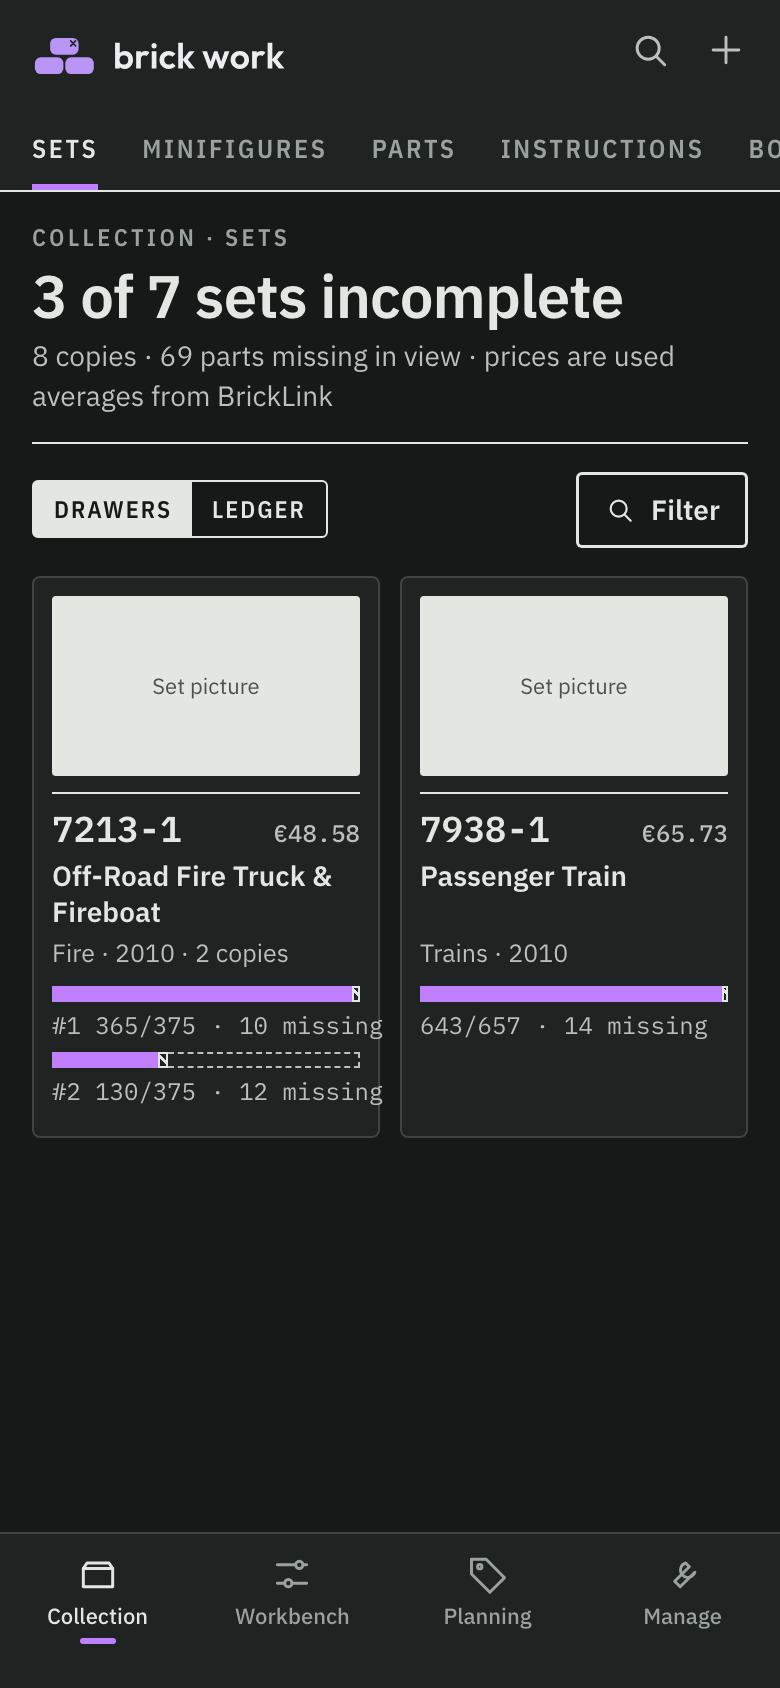 brick work
SETS MINIFIGURES PARTS INSTRUCTIONS BO
COLLECTION · SETS
3 of 7 sets incomplete
8 copies · 69 parts missing in view · prices are used
averages from BrickLink
DRAWERS LEDGER
Filter
Set picture
7213-1 €48.58
Off-Road Fire Truck &
Fireboat
Fire · 2010 · 2 copies
#1 365/375 · 10 missing
#2 130/375 · 12 missing
Set picture
7938-1 €65.73
Passenger Train
Trains · 2010
643/657 · 14 missing
Collection Workbench Planning Manage